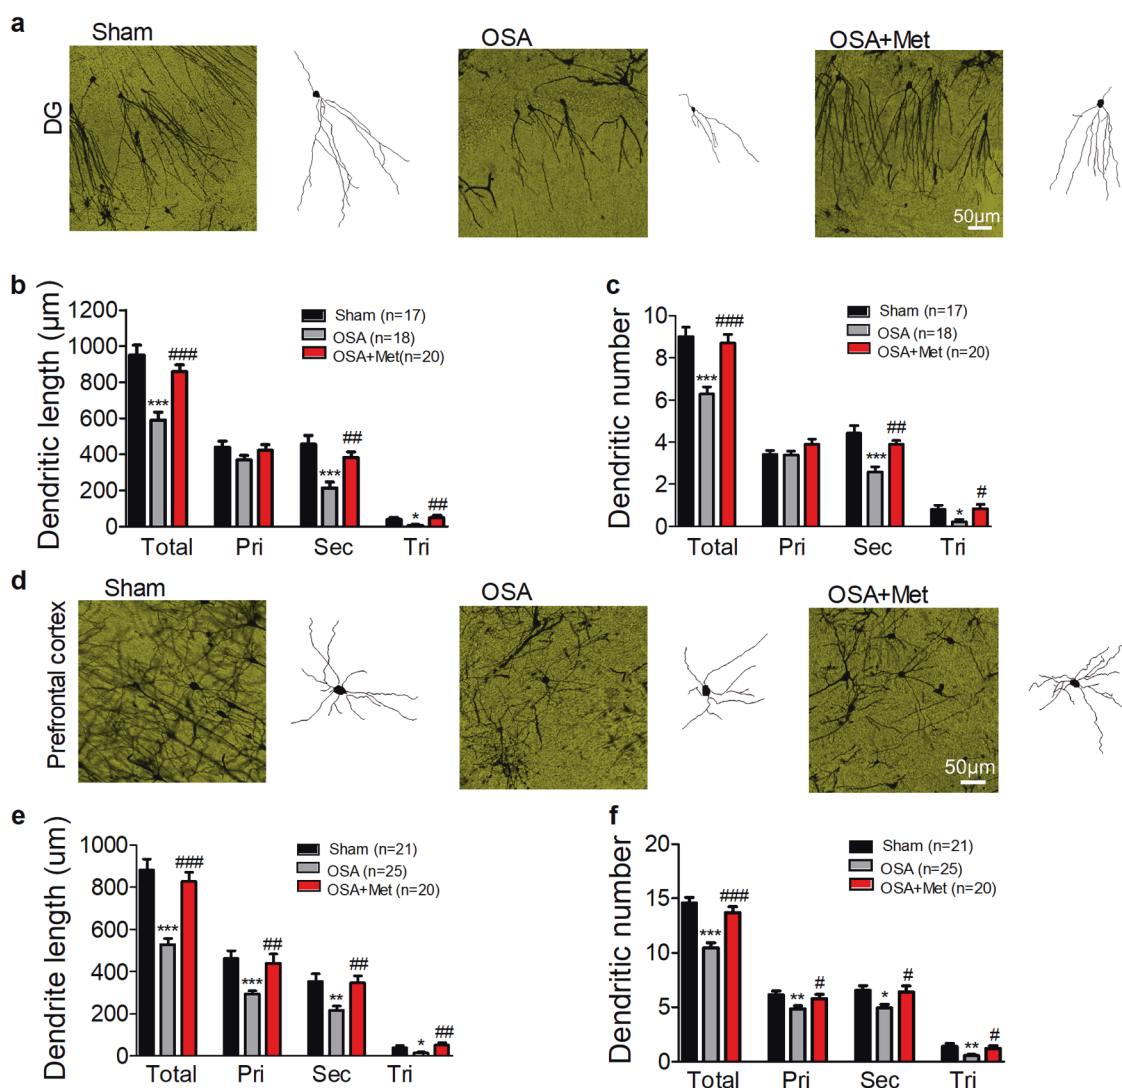 a
Sham
OSA
OSA+Met
DG
50μm
b
Dendritic length (μm)
1200
1000
800
600
400
200
0
Sham (n=17)
OSA (n=18)
OSA+Met(n=20)
***
###
***
##
*
##
Total Pri Sec Tri
c
Dendritic number
10
8
6
4
2
0
Sham (n=17)
OSA (n=18)
OSA+Met (n=20)
***
###
***
##
*
#
Total Pri Sec Tri
d
Sham
OSA
OSA+Met
Prefrontal cortex
50μm
e
Dendrite length (um)
1000
800
600
400
200
0
Sham (n=21)
OSA (n=25)
OSA+Met (n=20)
***
###
***
##
**
##
*
##
Total Pri Sec Tri
f
Dendritic number
20
15
10
5
0
Sham (n=21)
OSA (n=25)
OSA+Met (n=20)
***
###
**
#
*
#
**
#
Total Pri Sec Tri